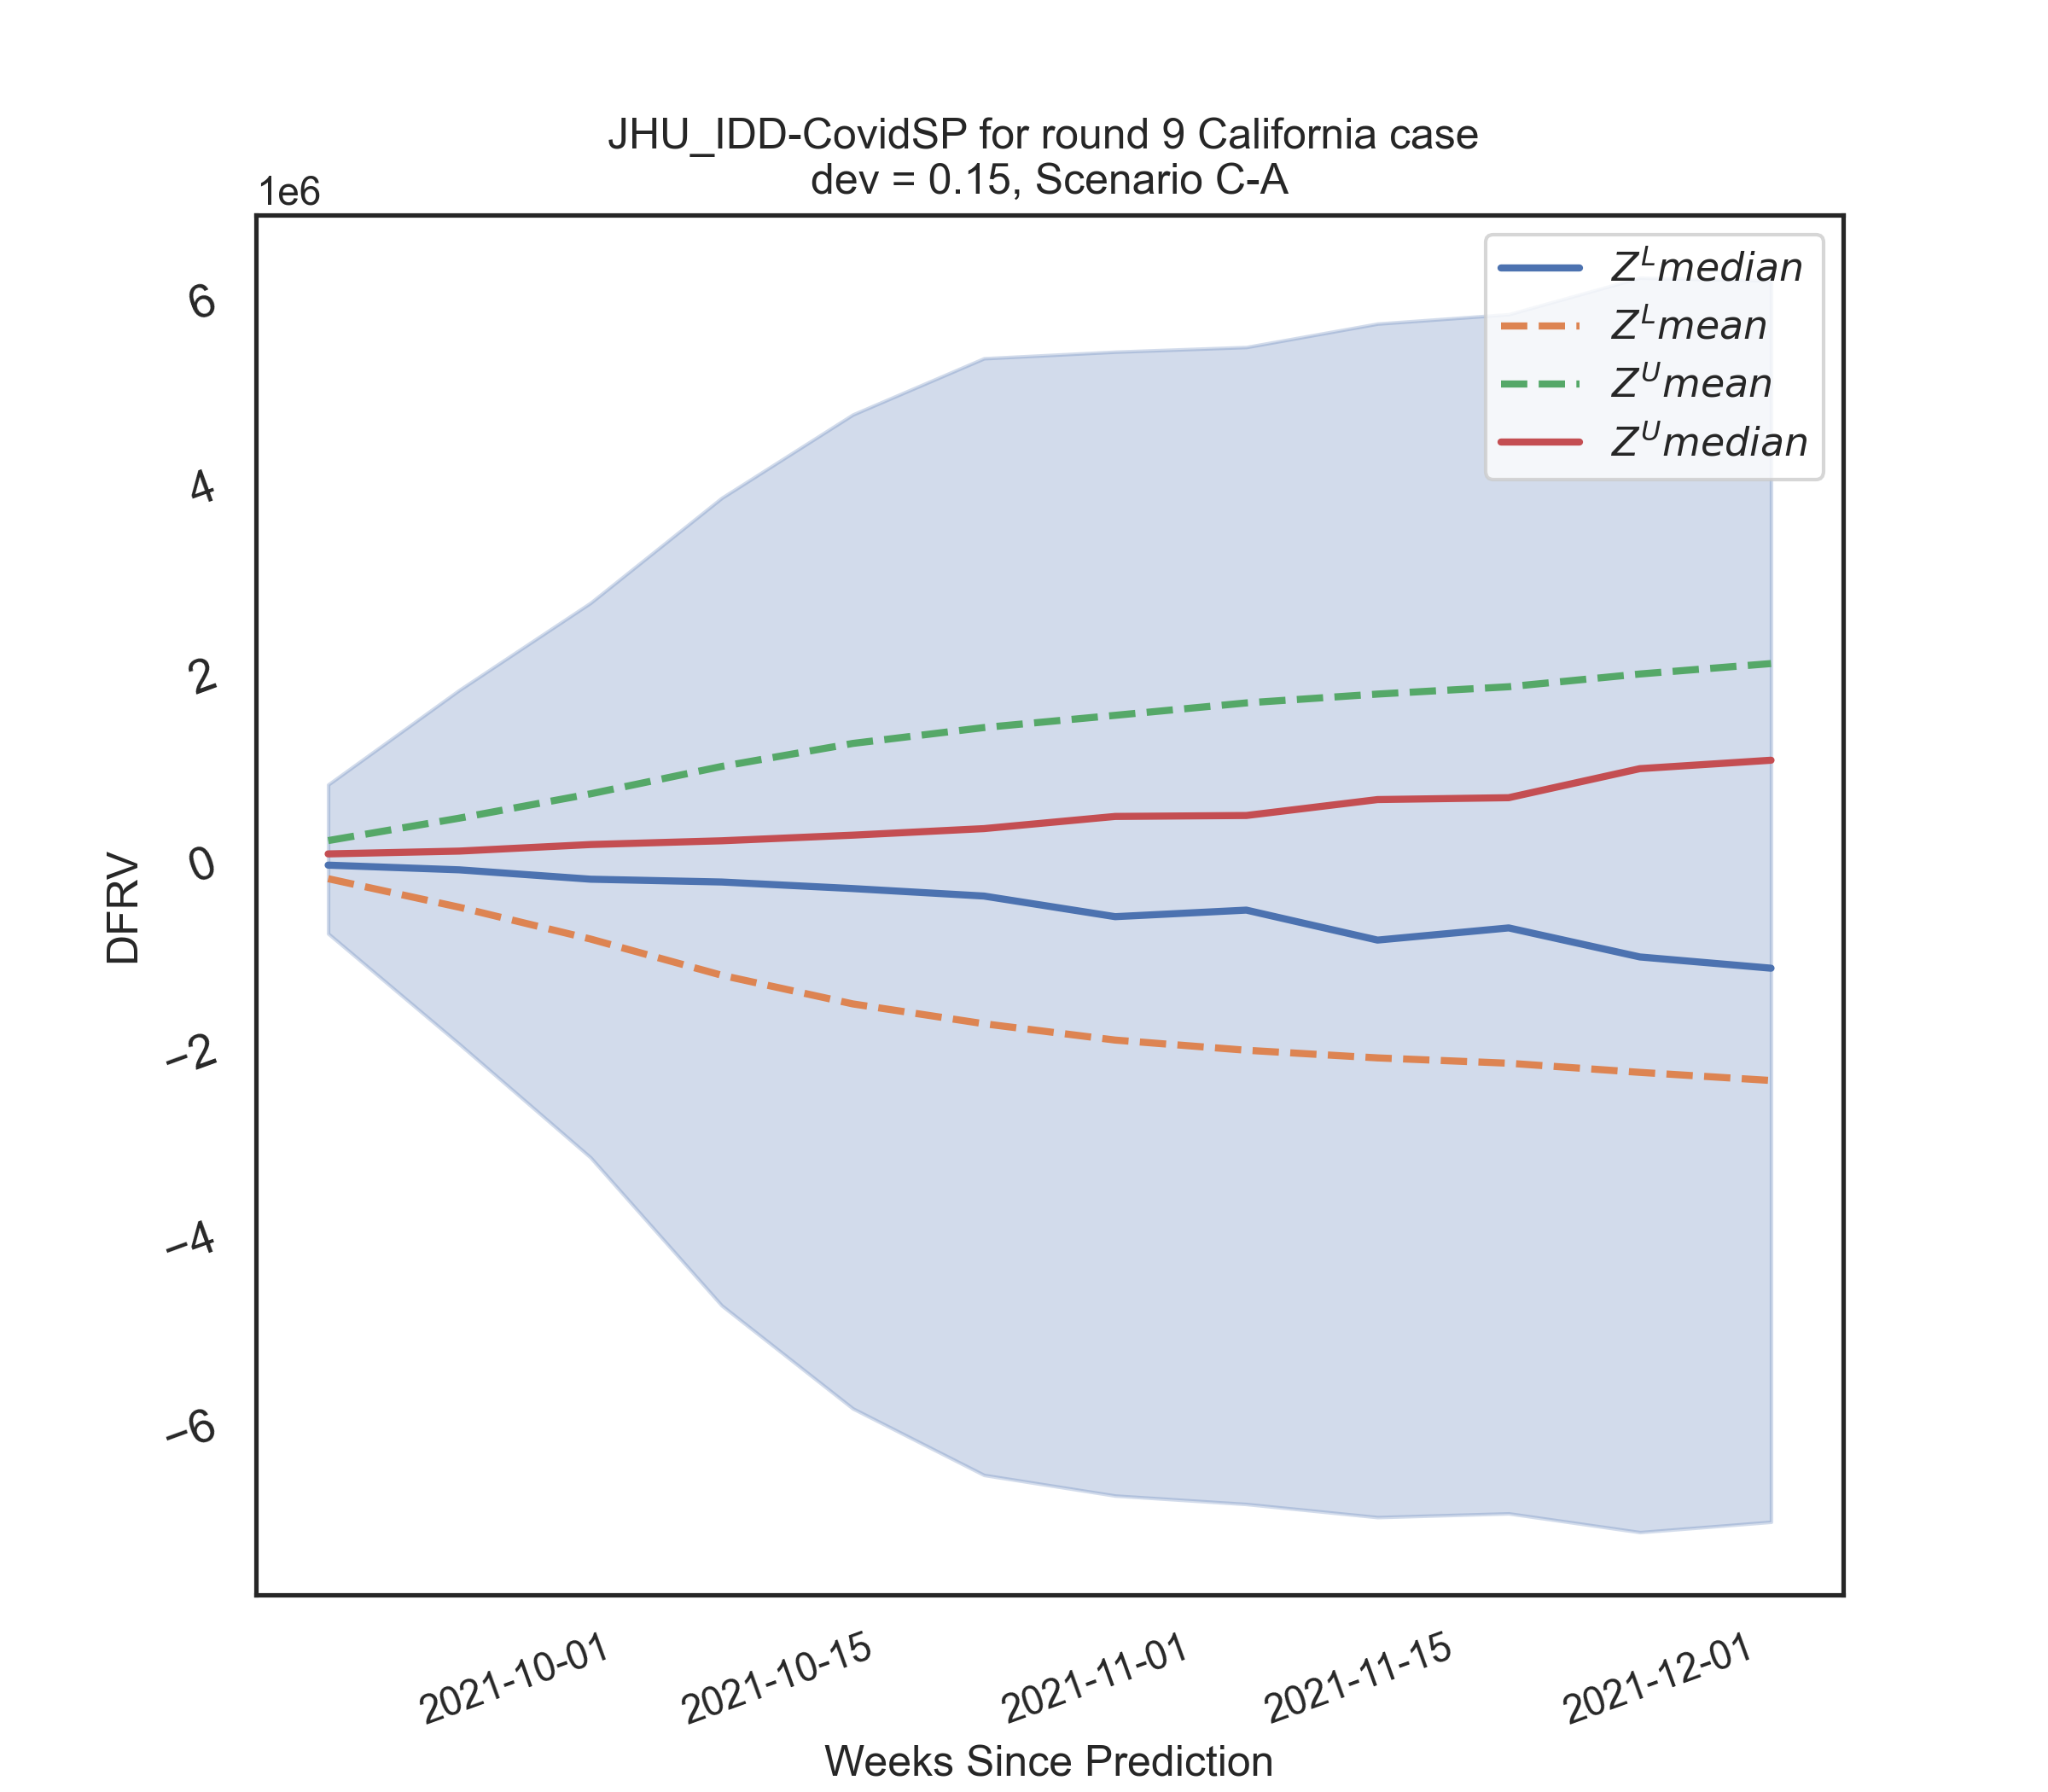 JHU_IDD-CovidSP for round 9 California case
dev = 0.15, Scenario C-A
1e6
Z^L median
Z^L mean
Z^U mean
Z^U median
6
4
2
0
−2
−4
−6
DFRV
2021-10-01
2021-10-15
2021-11-01
2021-11-15
2021-12-01
Weeks Since Prediction